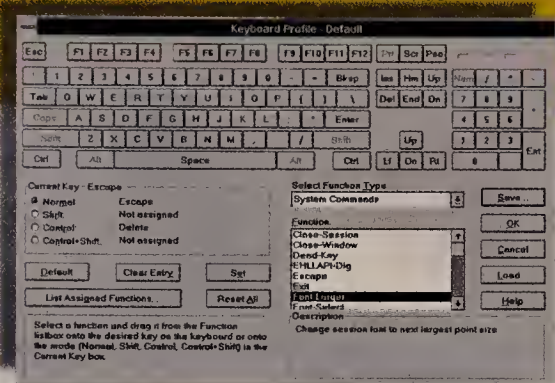 Keyboard Profile - Default
Esc F1 F2 F3 F4 F5 F6 F7 F8 F9 F10 F11 F12 Prt Scr Pse
' 1 2 3 4 5 6 7 8 9 0 - = Bksp Ins Hm Up Num / * -
Tab Q W E R T Y U I O P [ ] \ Del End Dn 7 8 9 +
Caps A S D F G H J K L ; ' Enter 4 5 6
Shift Z X C V B N M , . / Shift Up 1 2 3 Ent
Ctrl Alt Space Alt Ctrl Lf Dn Rt 0
Current Key - Escape
Normal Escape
Shift Not assigned
Control Delete
Control+Shift Not assigned
Default Clear Entry Set
List Assigned Functions... Reset All
Select a function and drag it from the Function
listbox onto the desired key on the keyboard or onto
the mode (Normal, Shift, Control, Control+Shift) in the
Current Key box.
Select Function Type
System Commands
Function
Close-Session
Close-Window
Dead-Key
EHLLAPI-Dlg
Escape
Exit
Font Larger
Font-Select
Description
Change session font to next largest point size
Save...
OK
Cancel
Load
Help